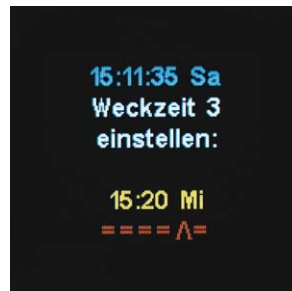 15:11:35 Sa
Weckzeit 3
einstellen:
15:20 Mi
====Λ=